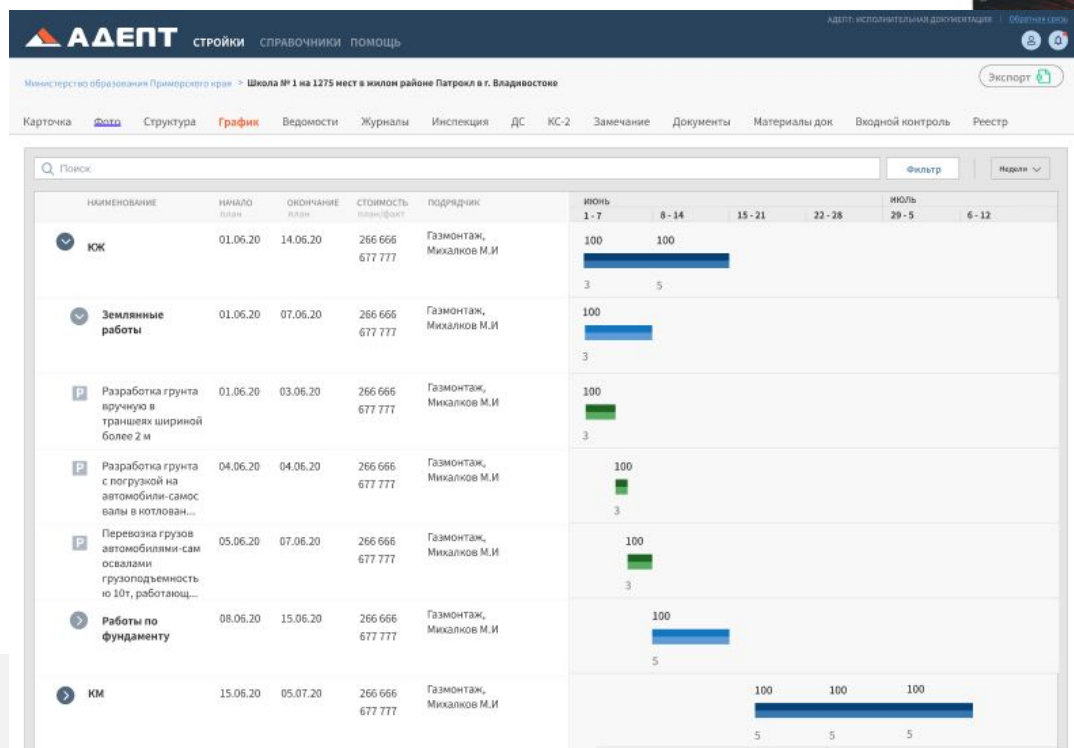 АДЕПТ: ИСПОЛНИТЕЛЬНАЯ ДОКУМЕНТАЦИЯ | Обратная связь
АДЕПТ СТРОЙКИ СПРАВОЧНИКИ ПОМОЩЬ
Министерство образования Приморского края > Школа № 1 на 1275 мест в жилом районе Патрокл в г. Владивостоке Экспорт
Карточка Фото Структура График Ведомости Журналы Инспекция ДС КС-2 Замечание Документы Материалы док Входной контроль Реестр
Поиск Фильтр Недели
НАИМЕНОВАНИЕ НАЧАЛО ОКОНЧАНИЕ СТОИМОСТЬ ПОДРЯДЧИК ИЮНЬ ИЮЛЬ
план план план/факт 1 - 7 8 - 14 15 - 21 22 - 28 29 - 5 6 - 12
КЖ 01.06.20 14.06.20 266 666 Газмонтаж, 100 100
677 777 Михалков М.И
3 5
Землянные 01.06.20 07.06.20 266 666 Газмонтаж, 100
работы 677 777 Михалков М.И
3
Р Разработка грунта 01.06.20 03.06.20 266 666 Газмонтаж, 100
вручную в 677 777 Михалков М.И
траншеях шириной
более 2 м 3
Р Разработка грунта 04.06.20 04.06.20 266 666 Газмонтаж, 100
с погрузкой на 677 777 Михалков М.И
автомобили-самос
валы в котлован... 3
Р Перевозка грузов 05.06.20 07.06.20 266 666 Газмонтаж, 100
автомобилями-сам 677 777 Михалков М.И
освалами
грузоподъемность 3
ю 10т, работающ...
Работы по 08.06.20 15.06.20 266 666 Газмонтаж, 100
фундаменту 677 777 Михалков М.И
5
КМ 15.06.20 05.07.20 266 666 Газмонтаж, 100 100 100
677 777 Михалков М.И
5 5 5